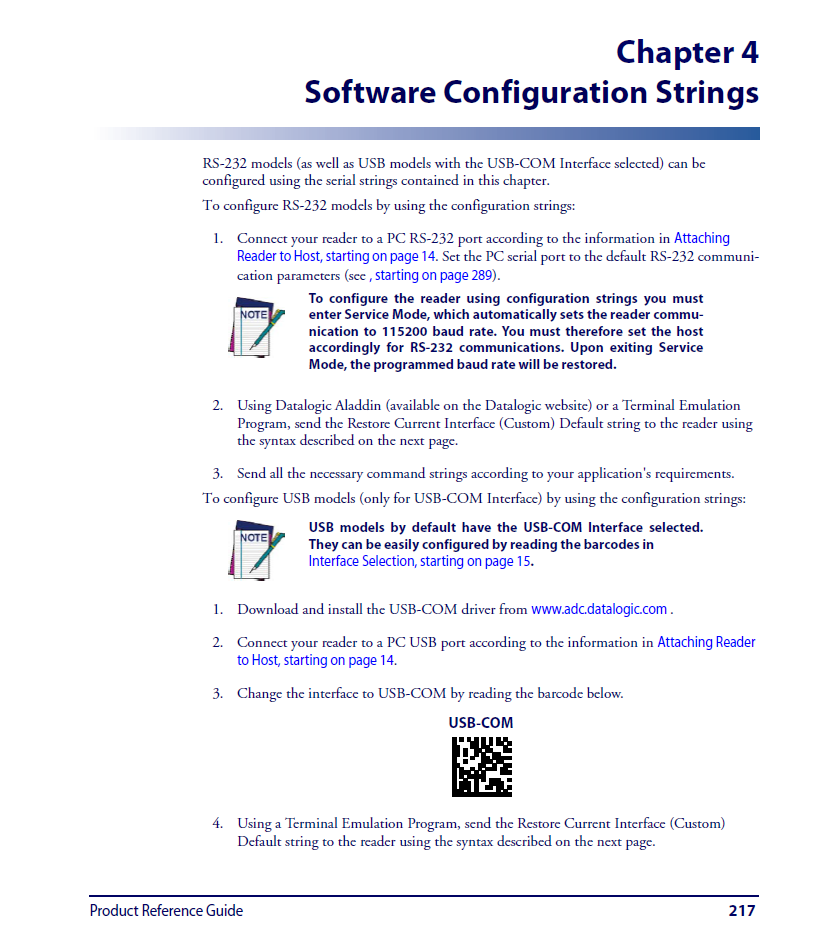 Chapter 4
Software Configuration Strings
RS-232 models (as well as USB models with the USB-COM Interface selected) can be
configured using the serial strings contained in this chapter.
To configure RS-232 models by using the configuration strings:
1. Connect your reader to a PC RS-232 port according to the information in Attaching
Reader to Host, starting on page 14. Set the PC serial port to the default RS-232 communi-
cation parameters (see , starting on page 289).
NOTE
To configure the reader using configuration strings you must
enter Service Mode, which automatically sets the reader commu-
nication to 115200 baud rate. You must therefore set the host
accordingly for RS-232 communications. Upon exiting Service
Mode, the programmed baud rate will be restored.
2. Using Datalogic Aladdin (available on the Datalogic website) or a Terminal Emulation
Program, send the Restore Current Interface (Custom) Default string to the reader using
the syntax described on the next page.
3. Send all the necessary command strings according to your application's requirements.
To configure USB models (only for USB-COM Interface) by using the configuration strings:
NOTE
USB models by default have the USB-COM Interface selected.
They can be easily configured by reading the barcodes in
Interface Selection, starting on page 15.
1. Download and install the USB-COM driver from www.adc.datalogic.com .
2. Connect your reader to a PC USB port according to the information in Attaching Reader
to Host, starting on page 14.
3. Change the interface to USB-COM by reading the barcode below.
USB-COM
4. Using a Terminal Emulation Program, send the Restore Current Interface (Custom)
Default string to the reader using the syntax described on the next page.
Product Reference Guide 217